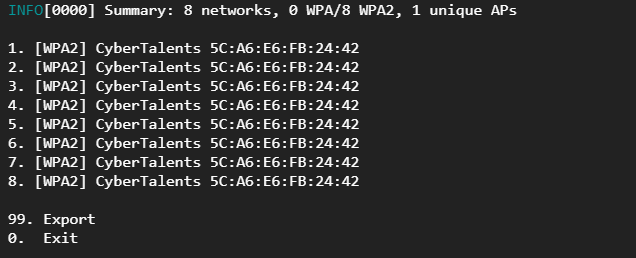 INFO[0000] Summary: 8 networks, 0 WPA/8 WPA2, 1 unique APs
1. [WPA2] CyberTalents 5C:A6:E6:FB:24:42
2. [WPA2] CyberTalents 5C:A6:E6:FB:24:42
3. [WPA2] CyberTalents 5C:A6:E6:FB:24:42
4. [WPA2] CyberTalents 5C:A6:E6:FB:24:42
5. [WPA2] CyberTalents 5C:A6:E6:FB:24:42
6. [WPA2] CyberTalents 5C:A6:E6:FB:24:42
7. [WPA2] CyberTalents 5C:A6:E6:FB:24:42
8. [WPA2] CyberTalents 5C:A6:E6:FB:24:42
99. Export
0.  Exit